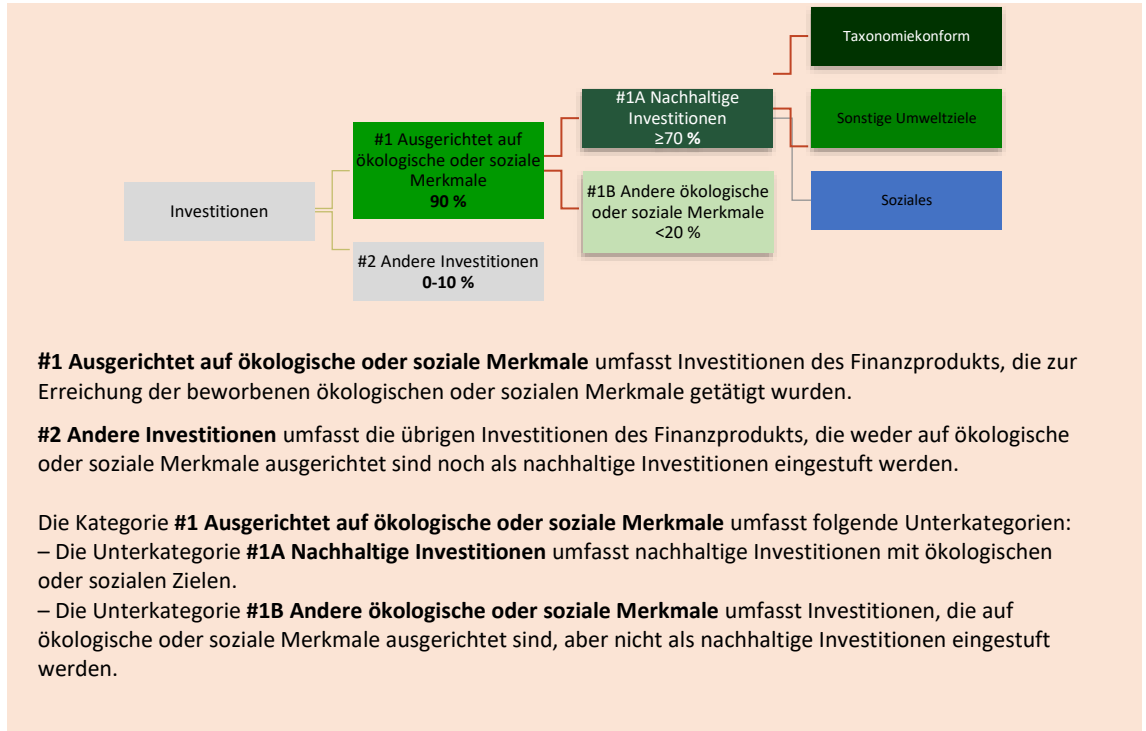 Taxonomiekonform
#1A Nachhaltige
Investitionen
≥70 %
Sonstige Umweltziele
#1 Ausgerichtet auf
ökologische oder soziale
Merkmale
90 %
#1B Andere ökologische
oder soziale Merkmale
<20 %
Soziales
Investitionen
#2 Andere Investitionen
0-10 %
#1 Ausgerichtet auf ökologische oder soziale Merkmale umfasst Investitionen des Finanzprodukts, die zur
Erreichung der beworbenen ökologischen oder sozialen Merkmale getätigt wurden.
#2 Andere Investitionen umfasst die übrigen Investitionen des Finanzprodukts, die weder auf ökologische
oder soziale Merkmale ausgerichtet sind noch als nachhaltige Investitionen eingestuft werden.
Die Kategorie #1 Ausgerichtet auf ökologische oder soziale Merkmale umfasst folgende Unterkategorien:
– Die Unterkategorie #1A Nachhaltige Investitionen umfasst nachhaltige Investitionen mit ökologischen
oder sozialen Zielen.
– Die Unterkategorie #1B Andere ökologische oder soziale Merkmale umfasst Investitionen, die auf
ökologische oder soziale Merkmale ausgerichtet sind, aber nicht als nachhaltige Investitionen eingestuft
werden.